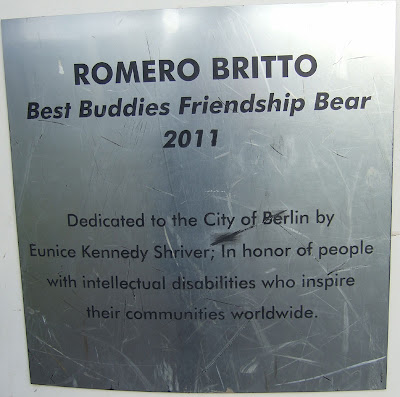 ROMERO BRITTO
Best Buddies Friendship Bear
2011
Dedicated to the City of Berlin by
Eunice Kennedy Shriver; In honor of people
with intellectual disabilities who inspire
their communities worldwide.